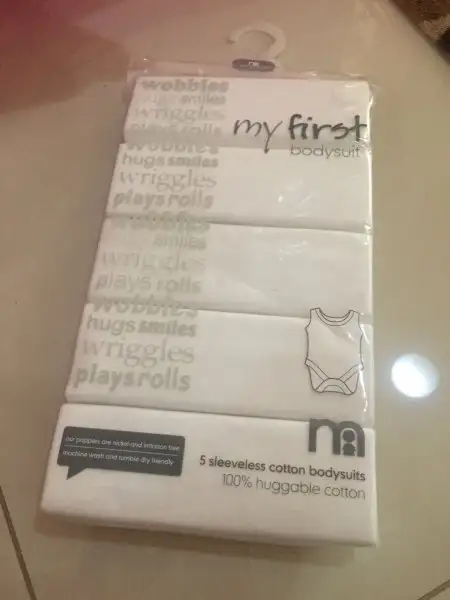 wobbles
hugs smiles
wriggles
plays rolls
my first
bodysuit
wobbles
hugs smiles
wriggles
plays rolls
wobbles
smiles
wriggles
plays rolls
wobbles
hugs smiles
wriggles
plays rolls
our poppers are nickel and irritation free
machine wash and tumble dry friendly
5 sleeveless cotton bodysuits
100% huggable cotton